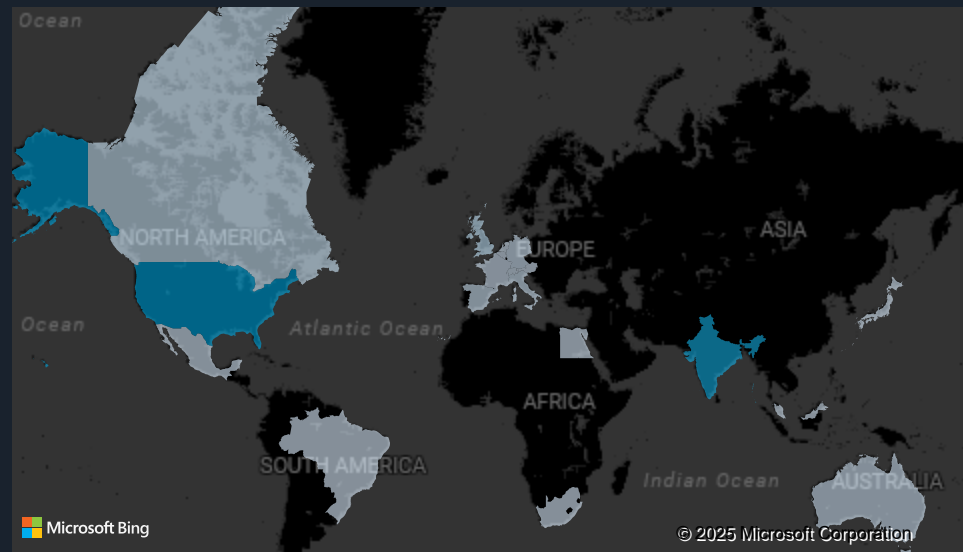 Ocean
NORTH AMERICA
EUROPE
ASIA
Ocean
Atlantic Ocean
AFRICA
SOUTH AMERICA
Indian Ocean
AUSTRALIA
Microsoft Bing
© 2025 Microsoft Corporation